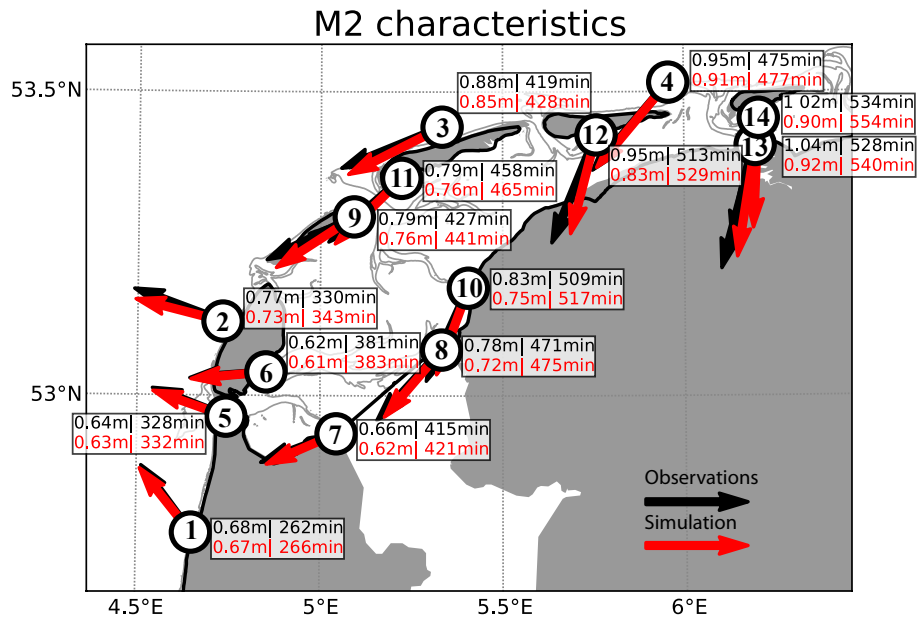 M2 characteristics
53.5°N
53°N
4.5°E
5°E
5.5°E
6°E
4
0.95m| 475min
0.91m| 477min
3
0.88m| 419min
0.85m| 428min
14
1 02m| 534min
0.90m| 554min
13
1.04m| 528min
0.92m| 540min
12
0.95m| 513min
0.83m| 529min
11
0.79m| 458min
0.76m| 465min
9
0.79m| 427min
0.76m| 441min
10
0.83m| 509min
0.75m| 517min
2
0.77m| 330min
0.73m| 343min
6
0.62m| 381min
0.61m| 383min
8
0.78m| 471min
0.72m| 475min
5
0.64m| 328min
0.63m| 332min
7
0.66m| 415min
0.62m| 421min
1
0.68m| 262min
0.67m| 266min
Observations
Simulation